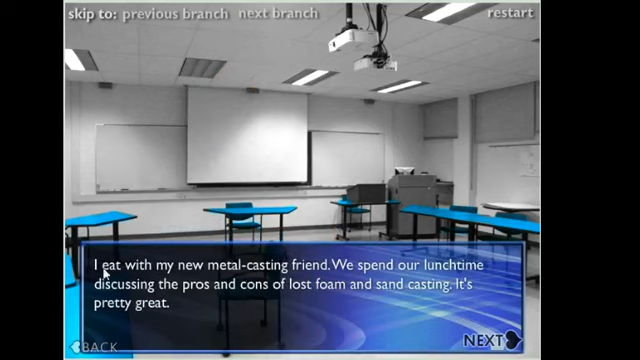 skip to: previous branch next branch restart
I eat with my new metal-casting friend. We spend our lunchtime
discussing the pros and cons of lost foam and sand casting. It's
pretty great.
BACK NEXT